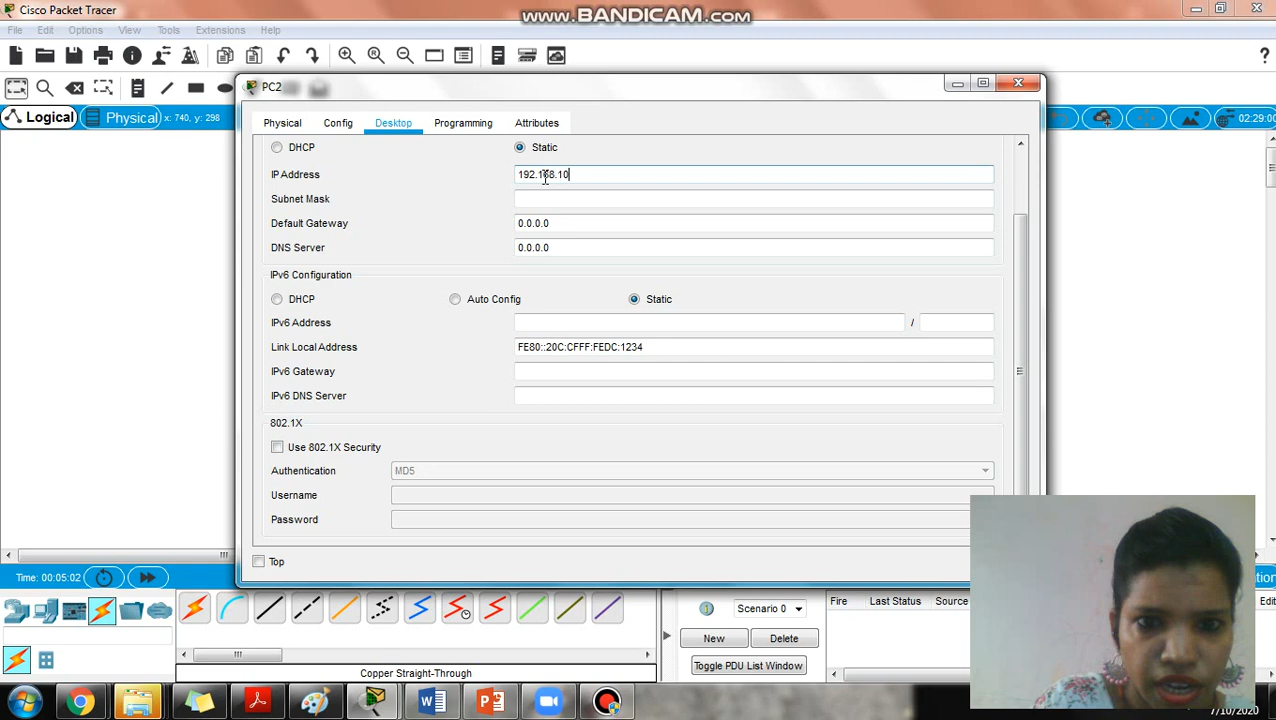 Cisco Packet Tracer
www.BANDICAM.com
File Edit Options View Tools Extensions Help
Logical Physical x: 740, y: 298
02:29:00
PC2
Physical Config Desktop Programming Attributes
DHCP Static
IP Address 192.168.10
Subnet Mask
Default Gateway 0.0.0.0
DNS Server 0.0.0.0
IPv6 Configuration
DHCP Auto Config Static
IPv6 Address /
Link Local Address FE80::20C:CFFF:FEDC:1234
IPv6 Gateway
IPv6 DNS Server
802.1X
Use 802.1X Security
Authentication MD5
Username
Password
Top
Time: 00:05:02
Scenario 0
Fire Last Status Source
New Delete
Toggle PDU List Window
Copper Straight-Through
7/10/2020